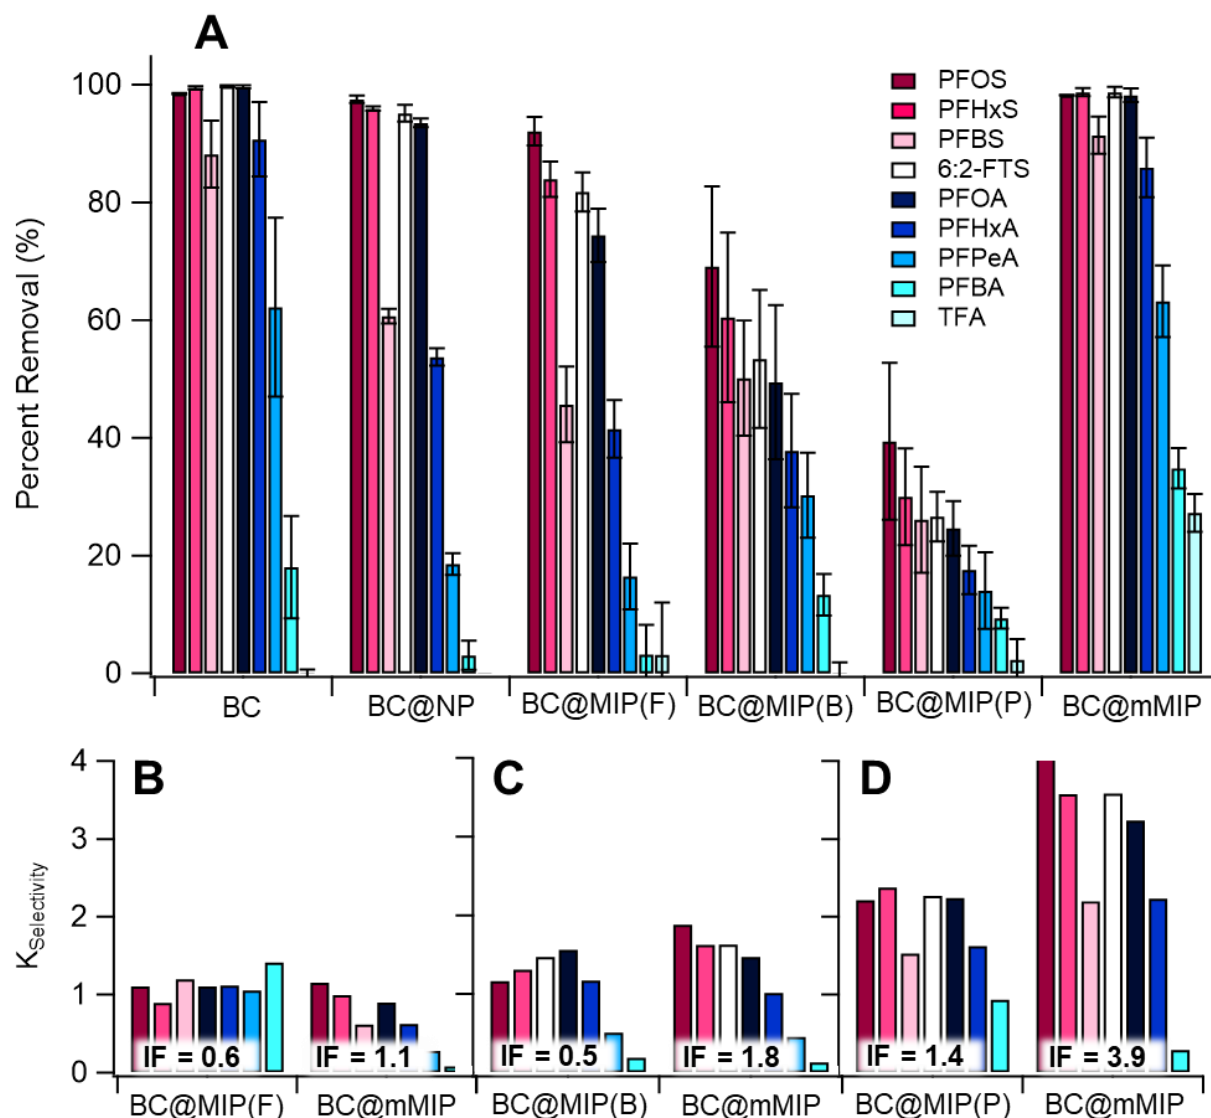 A
Percent Removal (%)
100
80
60
40
20
0
PFOS
PFHxS
PFBS
6:2-FTS
PFOA
PFHxA
PFPeA
PFBA
TFA
BC BC@NP BC@MIP(F) BC@MIP(B) BC@MIP(P) BC@mMIP
B C D
KSelectivity
4
3
2
1
0
IF = 0.6 IF = 1.1 IF = 0.5 IF = 1.8 IF = 1.4 IF = 3.9
BC@MIP(F) BC@mMIP BC@MIP(B) BC@mMIP BC@MIP(P) BC@mMIP